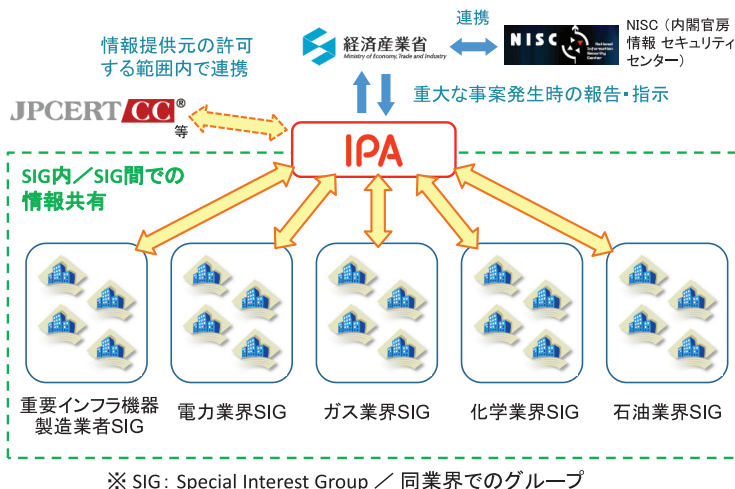 連携
情報提供元の許可
する範囲内で連携
経済産業省
Ministry of Economy, Trade and Industry
NISC
National
Information
Security
Center
NISC（内閣官房
情報 セキュリティ
センター）
重大な事案発生時の報告・指示
JPCERT CC®
等
IPA
SIG内／SIG間での
情報共有
重要インフラ機器
製造業者SIG
電力業界SIG
ガス業界SIG
化学業界SIG
石油業界SIG
※ SIG: Special Interest Group ／ 同業界でのグループ